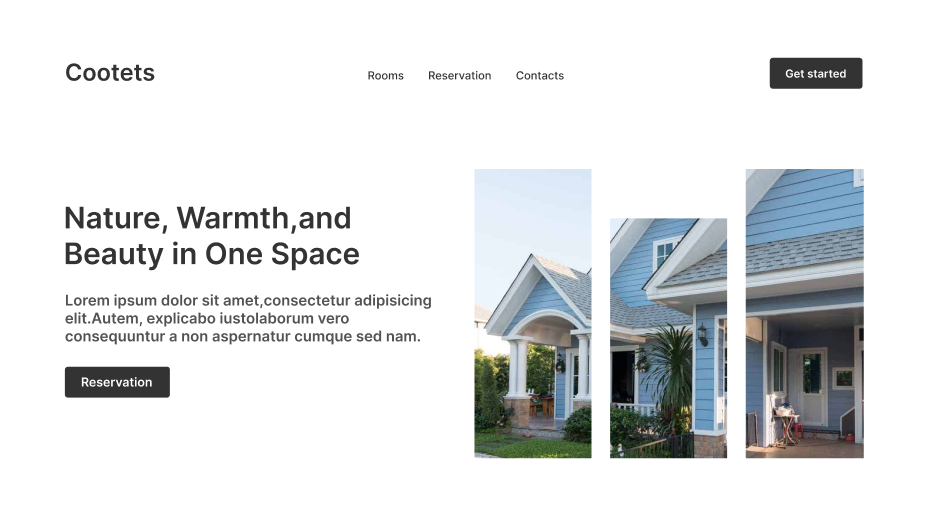 Cootets
Rooms Reservation Contacts
Get started
Nature, Warmth,and
Beauty in One Space
Lorem ipsum dolor sit amet,consectetur adipisicing
elit.Autem, explicabo iustolaborum vero
consequuntur a non aspernatur cumque sed nam.
Reservation